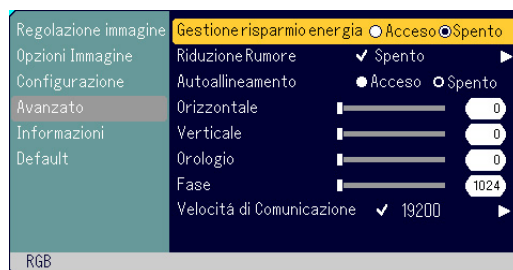 Regolazione immagine
Opzioni Immagine
Configurazione
Avanzato
Informazioni
Default
Gestione risparmio energia Acceso Spento
Riduzione Rumore ✔ Spento
Autoallineamento Acceso Spento
Orizzontale 0
Verticale 0
Orologio 0
Fase 1024
Velocitá di Comunicazione ✔ 19200
RGB